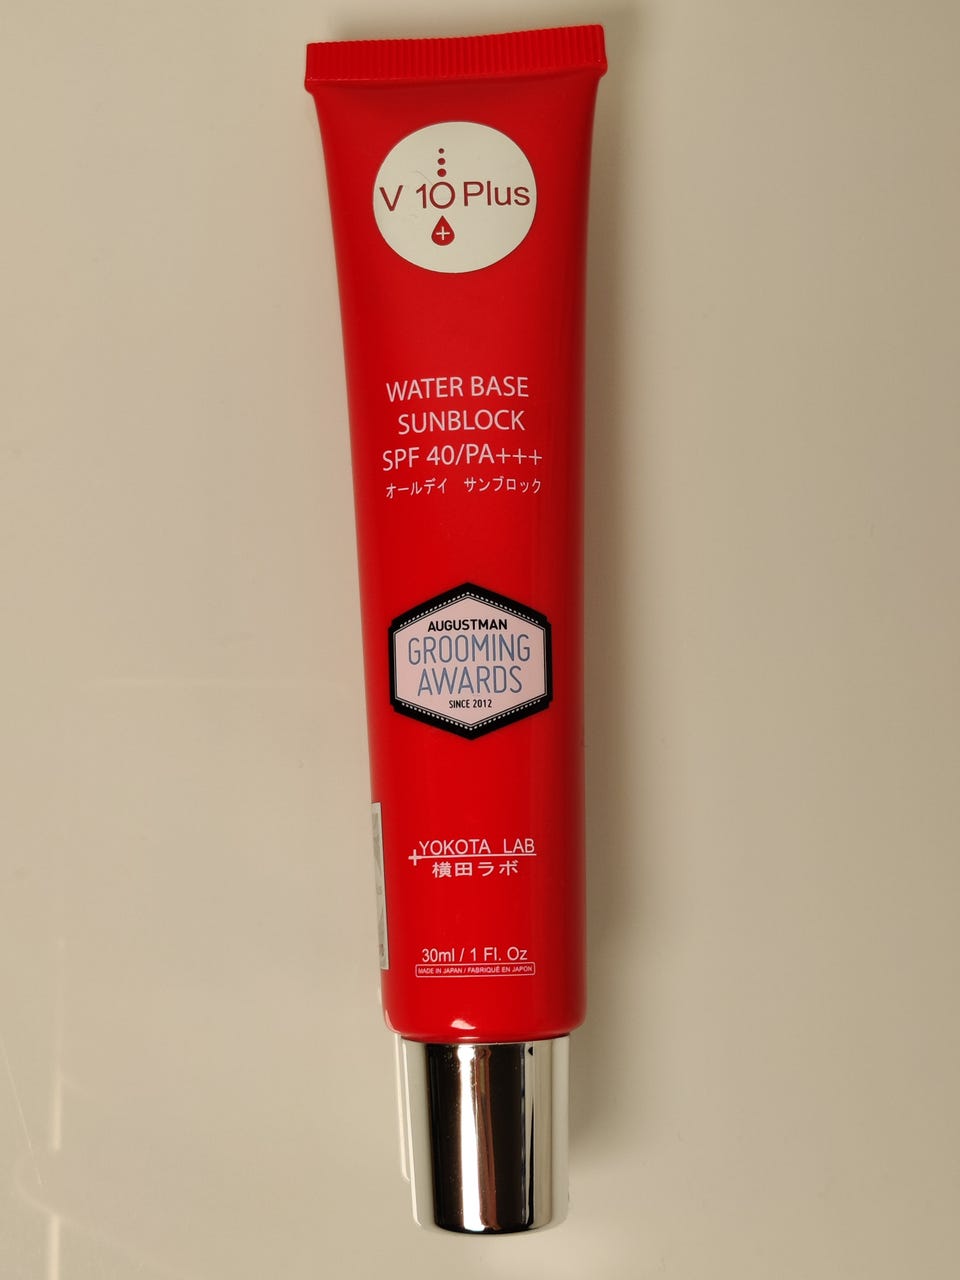 V 10 Plus
WATER BASE
SUNBLOCK
SPF 40/PA+++
オールデイ サンブロック
AUGUSTMAN
GROOMING
AWARDS
SINCE 2012
YOKOTA LAB
横田ラボ
30ml / 1 Fl. Oz
MADE IN JAPAN / FABRIQUÉ EN JAPON